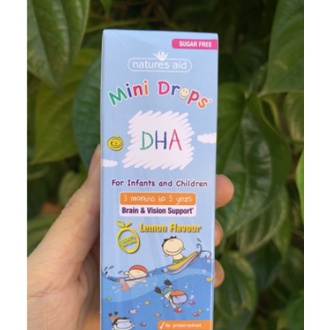 SUGAR FREE
natures aid
Mini Drops
DHA
For Infants and Children
3 months to 5 years
Brain & Vision Support
Lemon Flavour